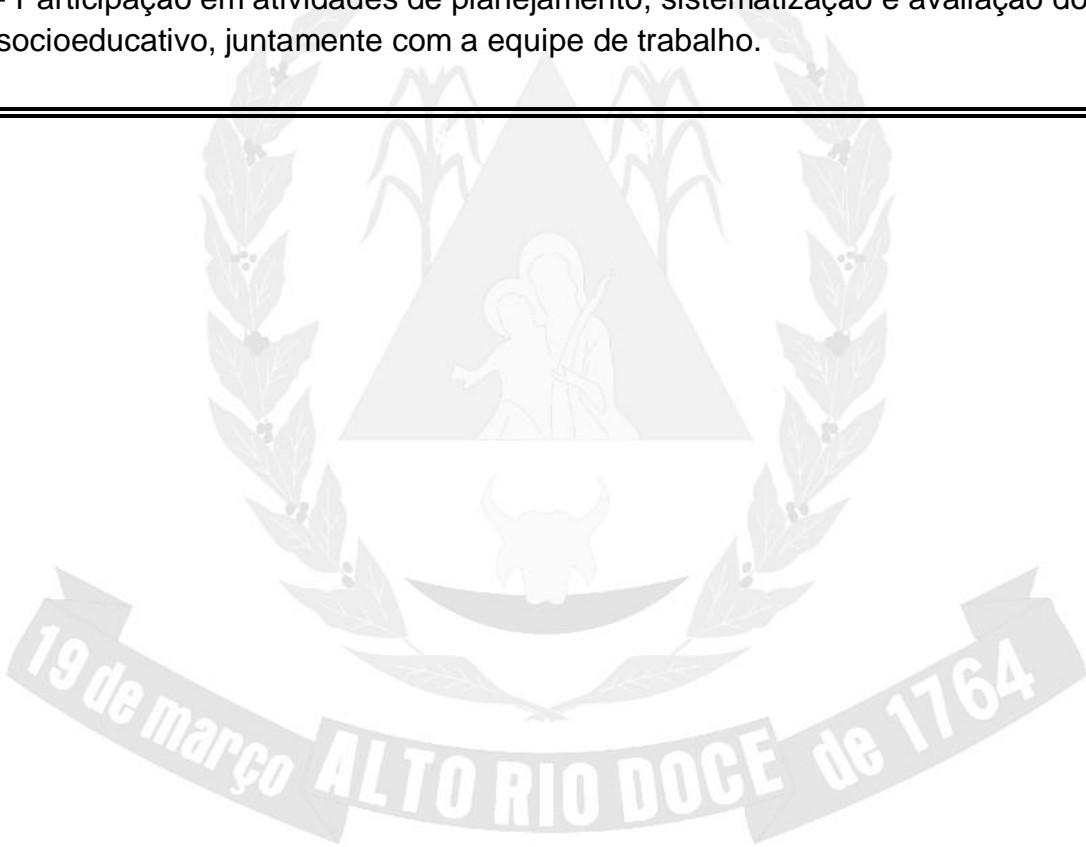 - Participação em atividades de planejamento, sistematização e avaliação do
socioeducativo, juntamente com a equipe de trabalho.
19 de março ALTO RIO DOCE de 1764